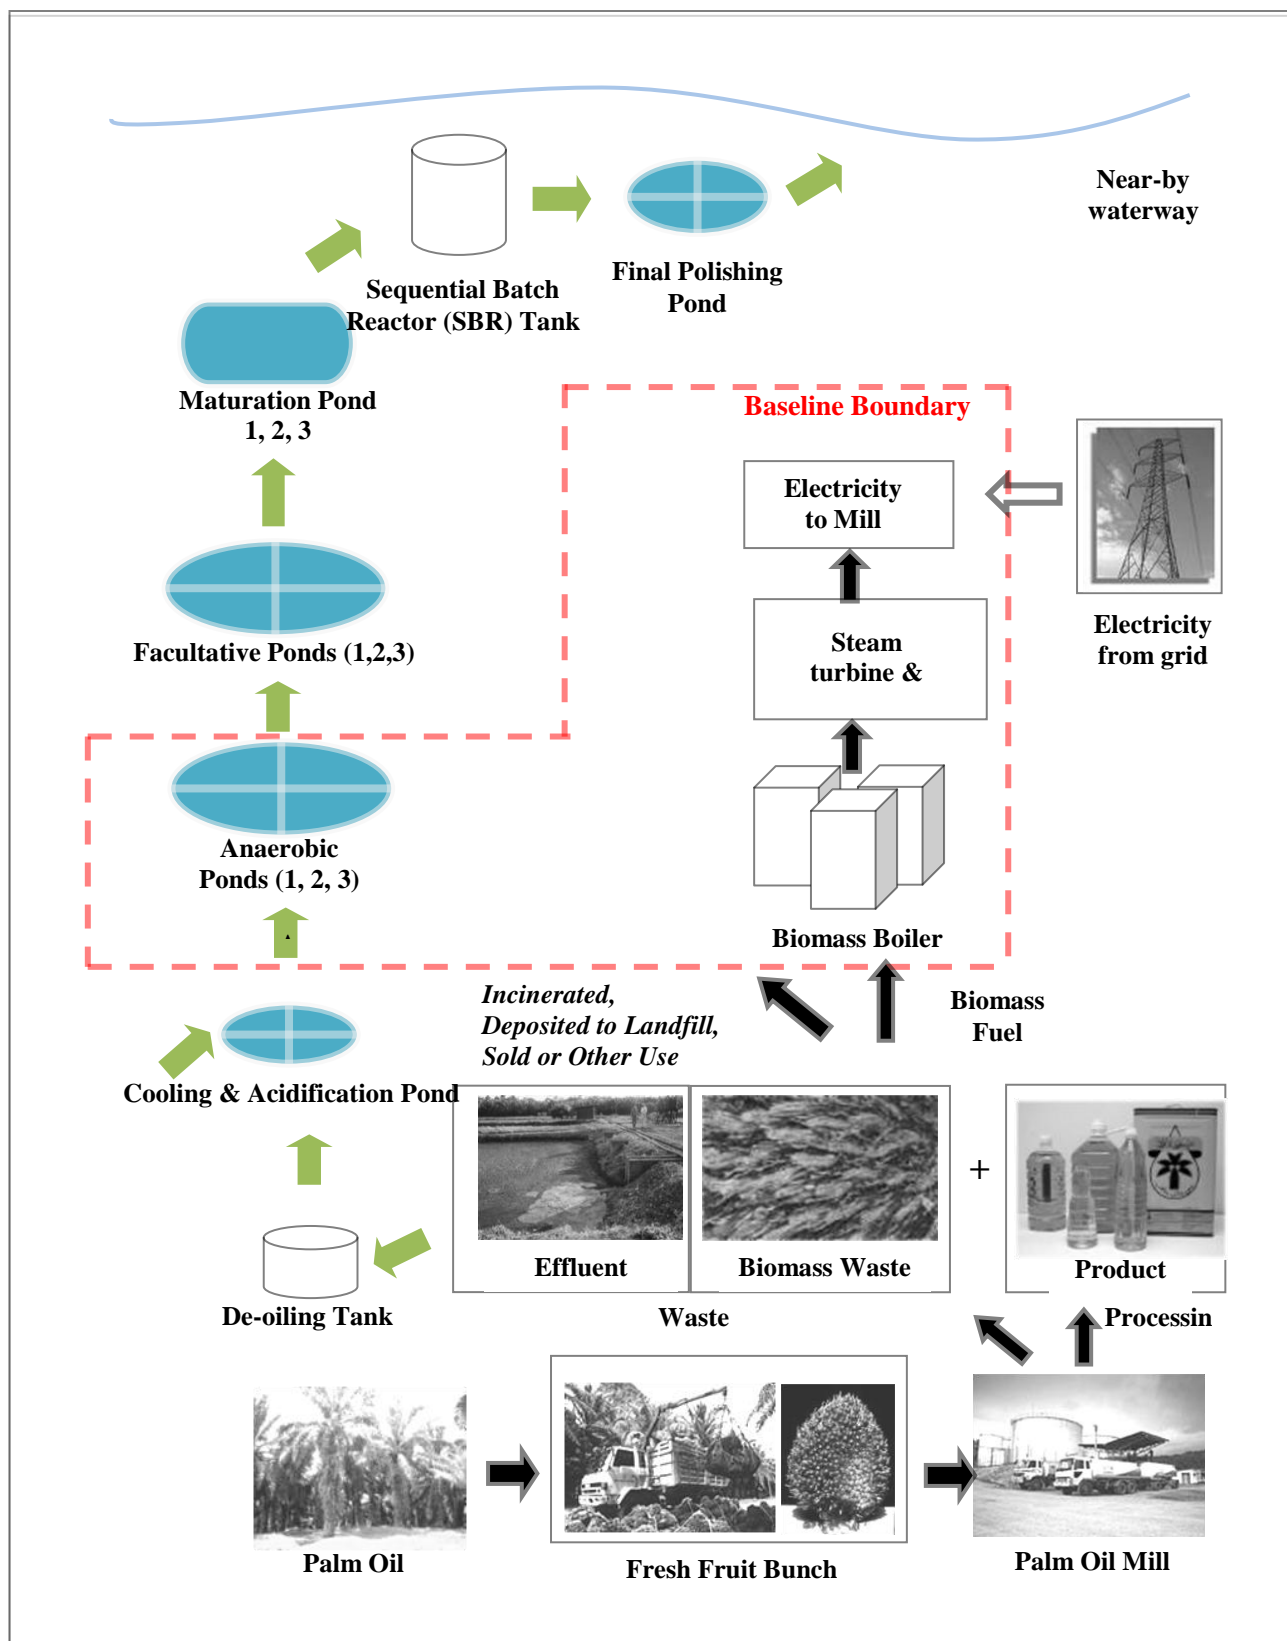 Near-by
waterway
Final Polishing
Pond
Sequential Batch
Reactor (SBR) Tank
Maturation Pond
1, 2, 3
Baseline Boundary
Electricity
to Mill
Electricity
from grid
Facultative Ponds (1,2,3)
Steam
turbine &
Anaerobic
Ponds (1, 2, 3)
Biomass Boiler
Incinerated,
Deposited to Landfill,
Sold or Other Use
Biomass
Fuel
Cooling & Acidification Pond
+
Effluent
Biomass Waste
Product
De-oiling Tank
Waste
Processin
Palm Oil
Fresh Fruit Bunch
Palm Oil Mill